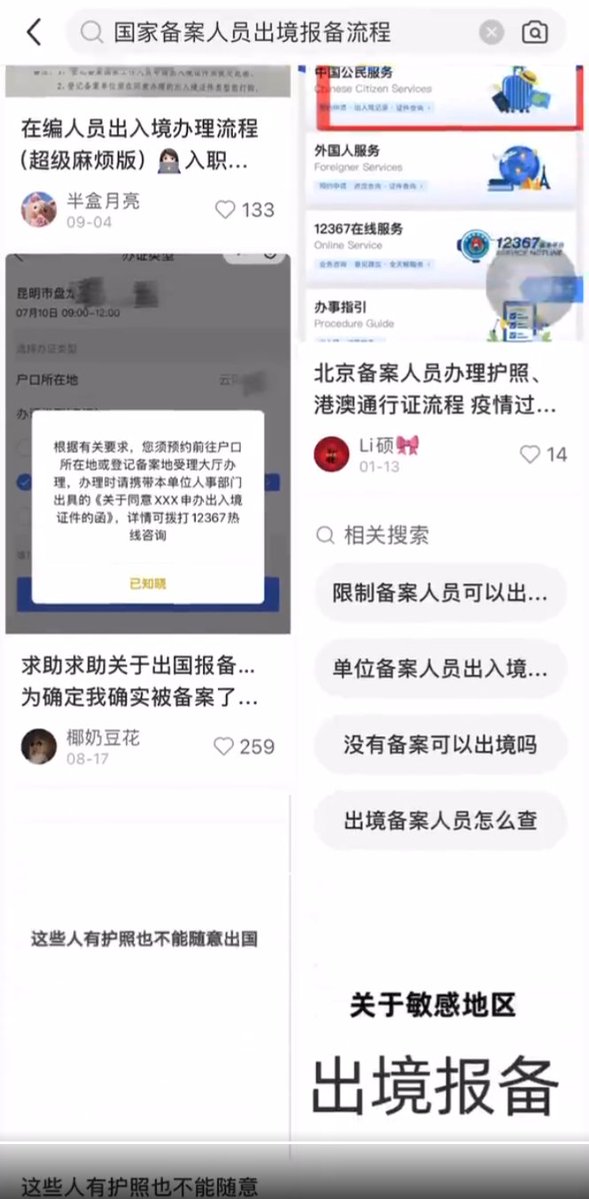 国家备案人员出境报备流程
在编人员出入境办理流程
(超级麻烦版) 入职...
半盒月亮
09-04
133
办证类型
昆明市盘
07月10日 09:00-12:00
选择办证类型
户口所在地
根据有关要求，您须预约前往户口
所在地或登记备案地受理大厅办
理，办理时请携带本单位人事部门
出具的《关于同意XXX申办出入境
证件的函》，详情可拨打12367热
线咨询
已知晓
求助求助关于出国报备...
为确定我确实被备案了...
椰奶豆花
08-17
259
这些人有护照也不能随意出国
这些人有护照也不能随意
中国公民服务
Chinese Citizen Services
外国人服务
Foreigner Services
12367在线服务
Online Service
12367
SERVICE HOTLINE
办事指引
Procedure Guide
北京备案人员办理护照、
港澳通行证流程 疫情过...
Li硕
01-13
14
相关搜索
限制备案人员可以出...
单位备案人员出入境...
没有备案可以出境吗
出境备案人员怎么查
关于敏感地区
出境报备